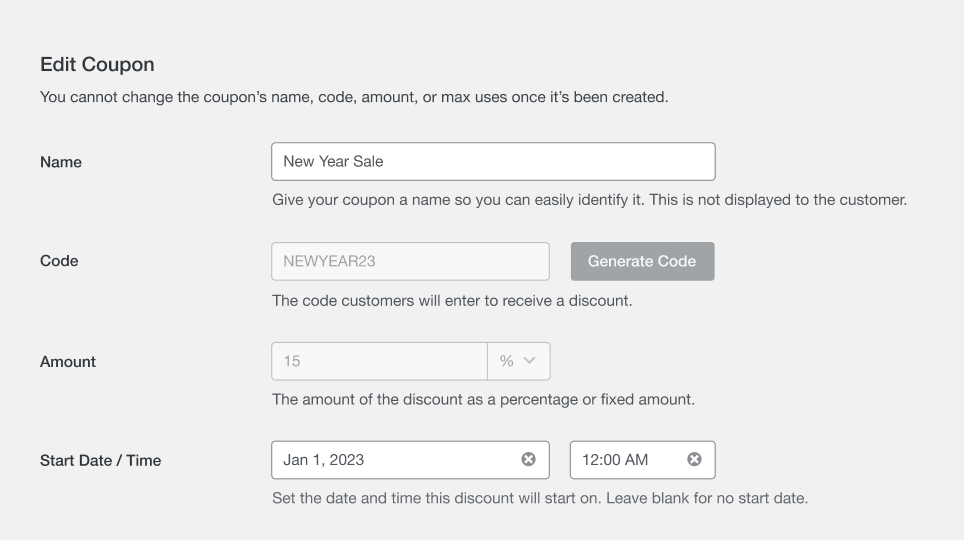 Edit Coupon
You cannot change the coupon’s name, code, amount, or max uses once it’s been created.
Name
New Year Sale
Give your coupon a name so you can easily identify it. This is not displayed to the customer.
Code
NEWYEAR23
Generate Code
The code customers will enter to receive a discount.
Amount
15
%
The amount of the discount as a percentage or fixed amount.
Start Date / Time
Jan 1, 2023
12:00 AM
Set the date and time this discount will start on. Leave blank for no start date.